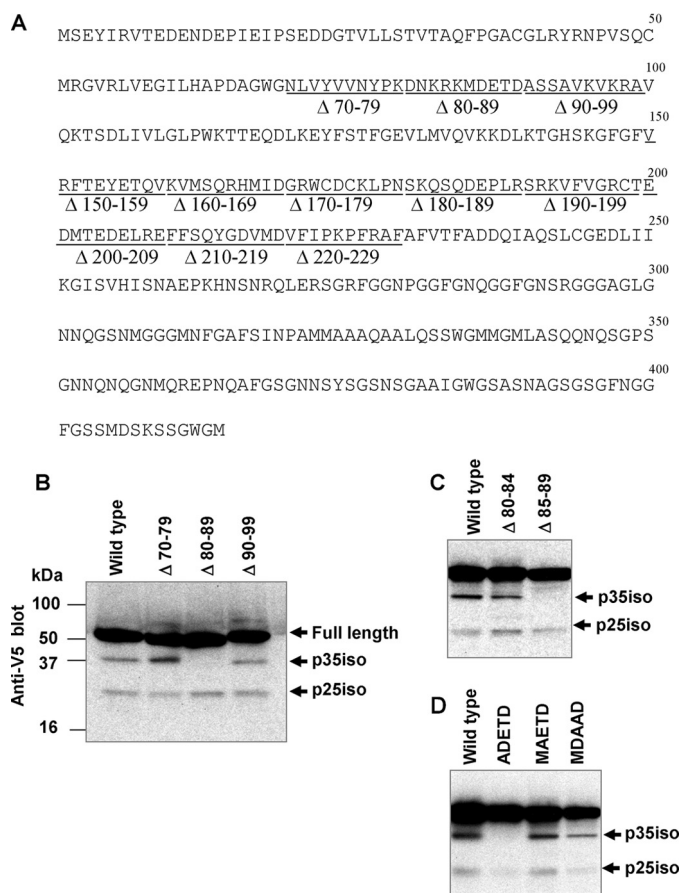 A
50
MSEYIRVTEDENDEPIEIPSEDDGTVLLSTVTAQFPGACGLRYRNPVSQC
100
MRGVRLVEGILHAPDAGWGNLVYVVNYPKDNKRKMDETDASSAVKVKRAV
Δ 70-79 Δ 80-89 Δ 90-99
150
QKTSDLIVLGLPWKTTEQDLKEYFSTFGEVLMVQVKKDLKTGHSKGFGFV
200
RFTEYETQVKVMSQRHMIDGRWCDCKLPNSKQSQDEPLRSRKVFVGRCTE
Δ 150-159 Δ 160-169 Δ 170-179 Δ 180-189 Δ 190-199
250
DMTEDELREFFSQYGDVMDVFIPKPFRAFAFVTFADDQIAQSLCGEDLII
Δ 200-209 Δ 210-219 Δ 220-229
300
KGISVHISNAEPKHNSNRQLERSGRFGGNPGGFGNQGGFGNSRGGGAGLG
350
NNQGSNMGGGMNFGAFSINPAMMAAAQAALQSSWGMMGMLASQQNQSGPS
400
GNNQNQGNMQREPNQAFGSGNNSYSGSNSGAAIGWGSASNAGSGSGFNGG
FGSSMDSKSSGWGM
B
Wild type
Δ 70-79
Δ 80-89
Δ 90-99
kDa
100
50
37
16
Anti-V5 blot
Full length
p35iso
p25iso
C
Wild type
Δ 80-84
Δ 85-89
p35iso
p25iso
D
Wild type
ADETD
MAETD
MDAAD
p35iso
p25iso